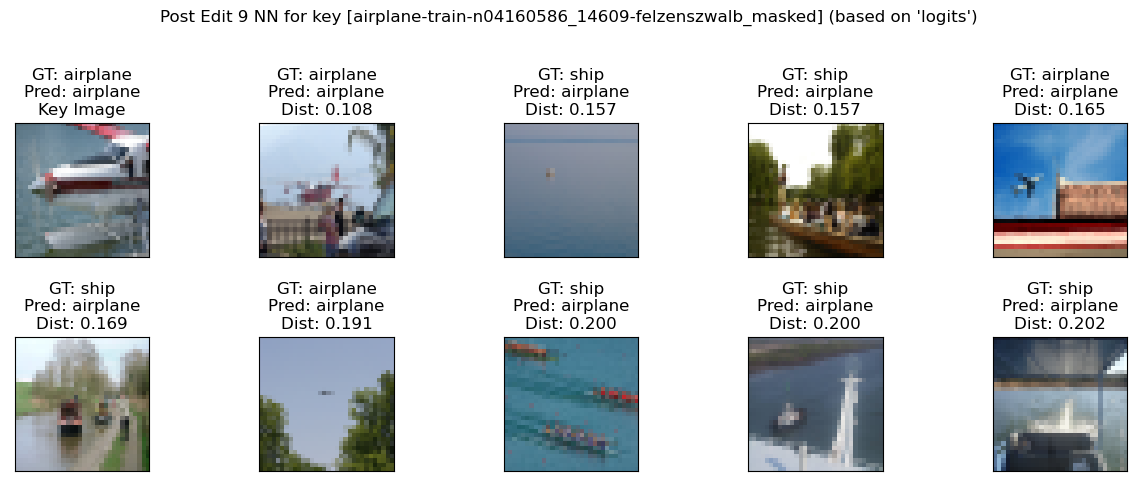 Post Edit 9 NN for key [airplane-train-n04160586_14609-felzenszwalb_masked] (based on 'logits')
GT: airplane
Pred: airplane
Key Image
GT: airplane
Pred: airplane
Dist: 0.108
GT: ship
Pred: airplane
Dist: 0.157
GT: ship
Pred: airplane
Dist: 0.157
GT: airplane
Pred: airplane
Dist: 0.165
GT: ship
Pred: airplane
Dist: 0.169
GT: airplane
Pred: airplane
Dist: 0.191
GT: ship
Pred: airplane
Dist: 0.200
GT: ship
Pred: airplane
Dist: 0.200
GT: ship
Pred: airplane
Dist: 0.202